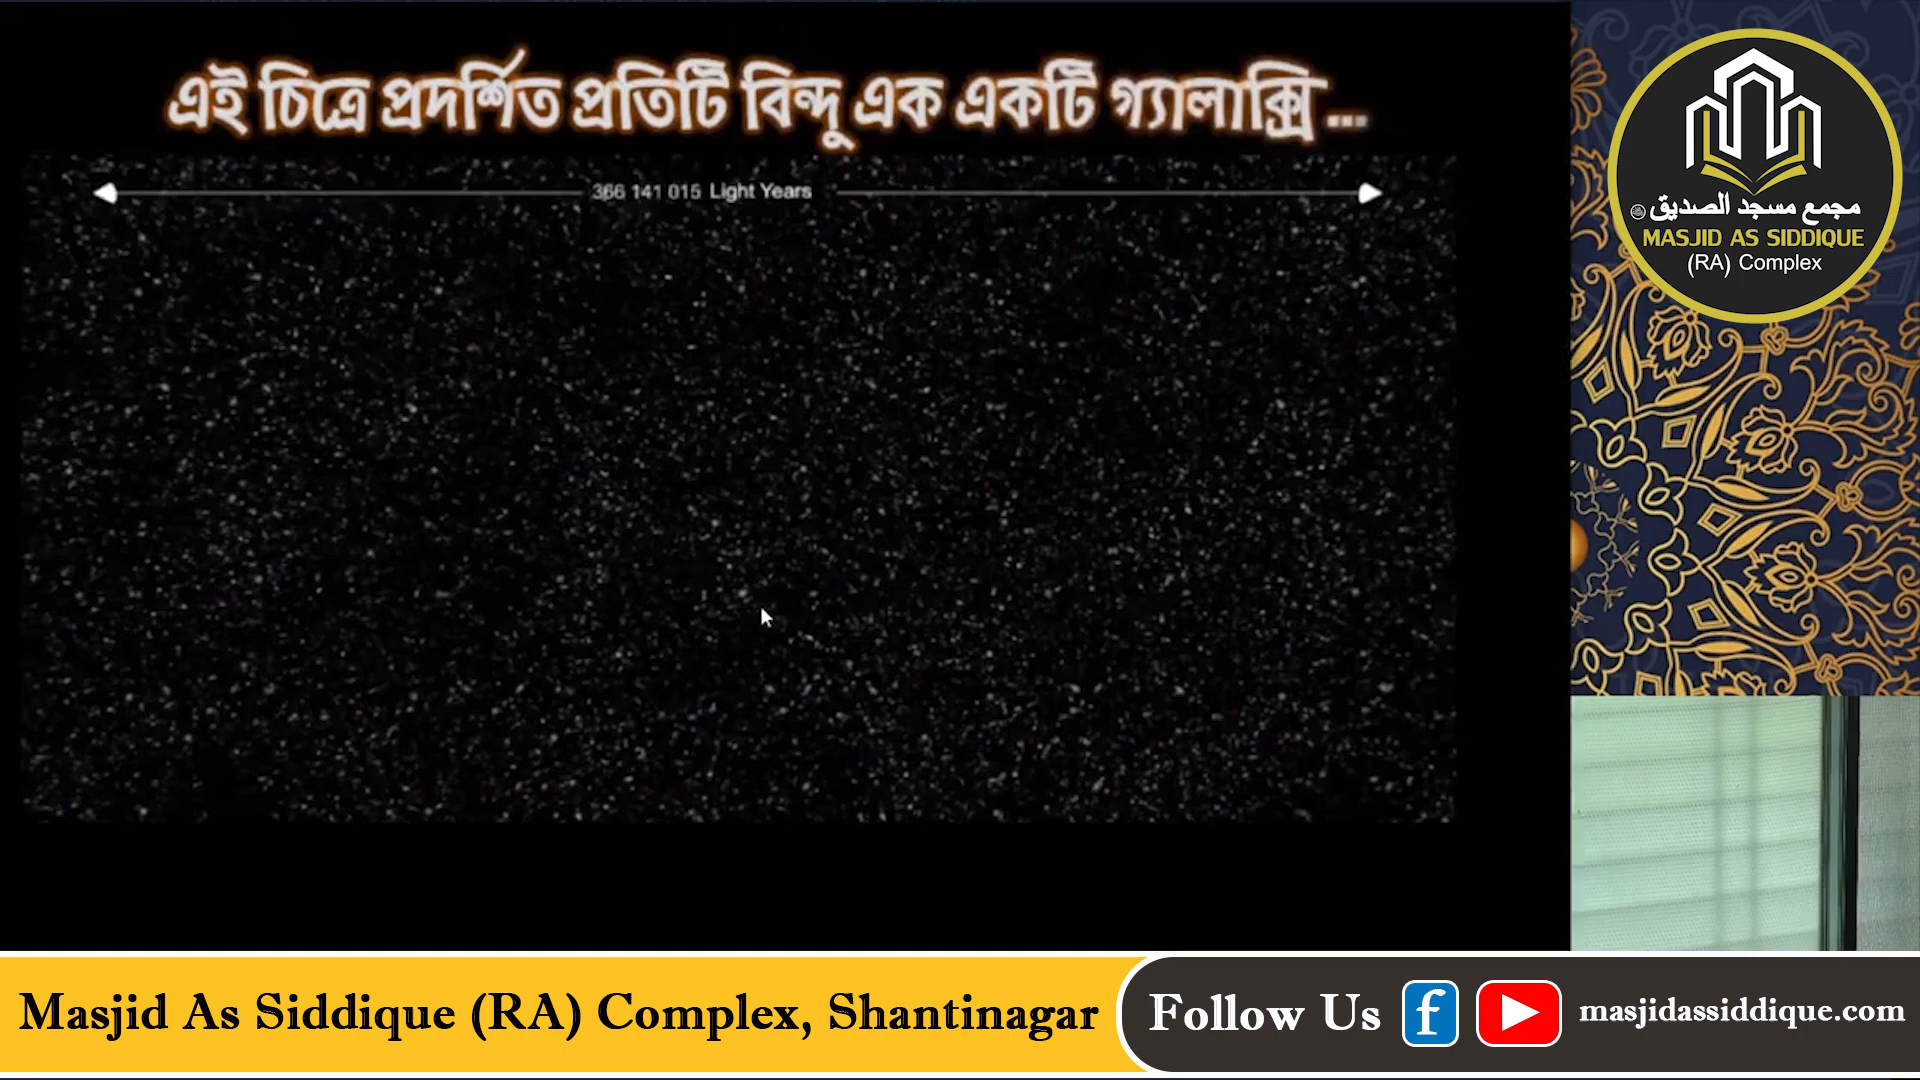 এই চিত্রে প্রদর্শিত প্রতিটি বিন্দু এক একটি গ্যালাক্সি ...
366 141 015 Light Years
مجمع مسجد الصديق
MASJID AS SIDDIQUE
(RA) Complex
Masjid As Siddique (RA) Complex, Shantinagar
Follow Us
masjidassiddique.com